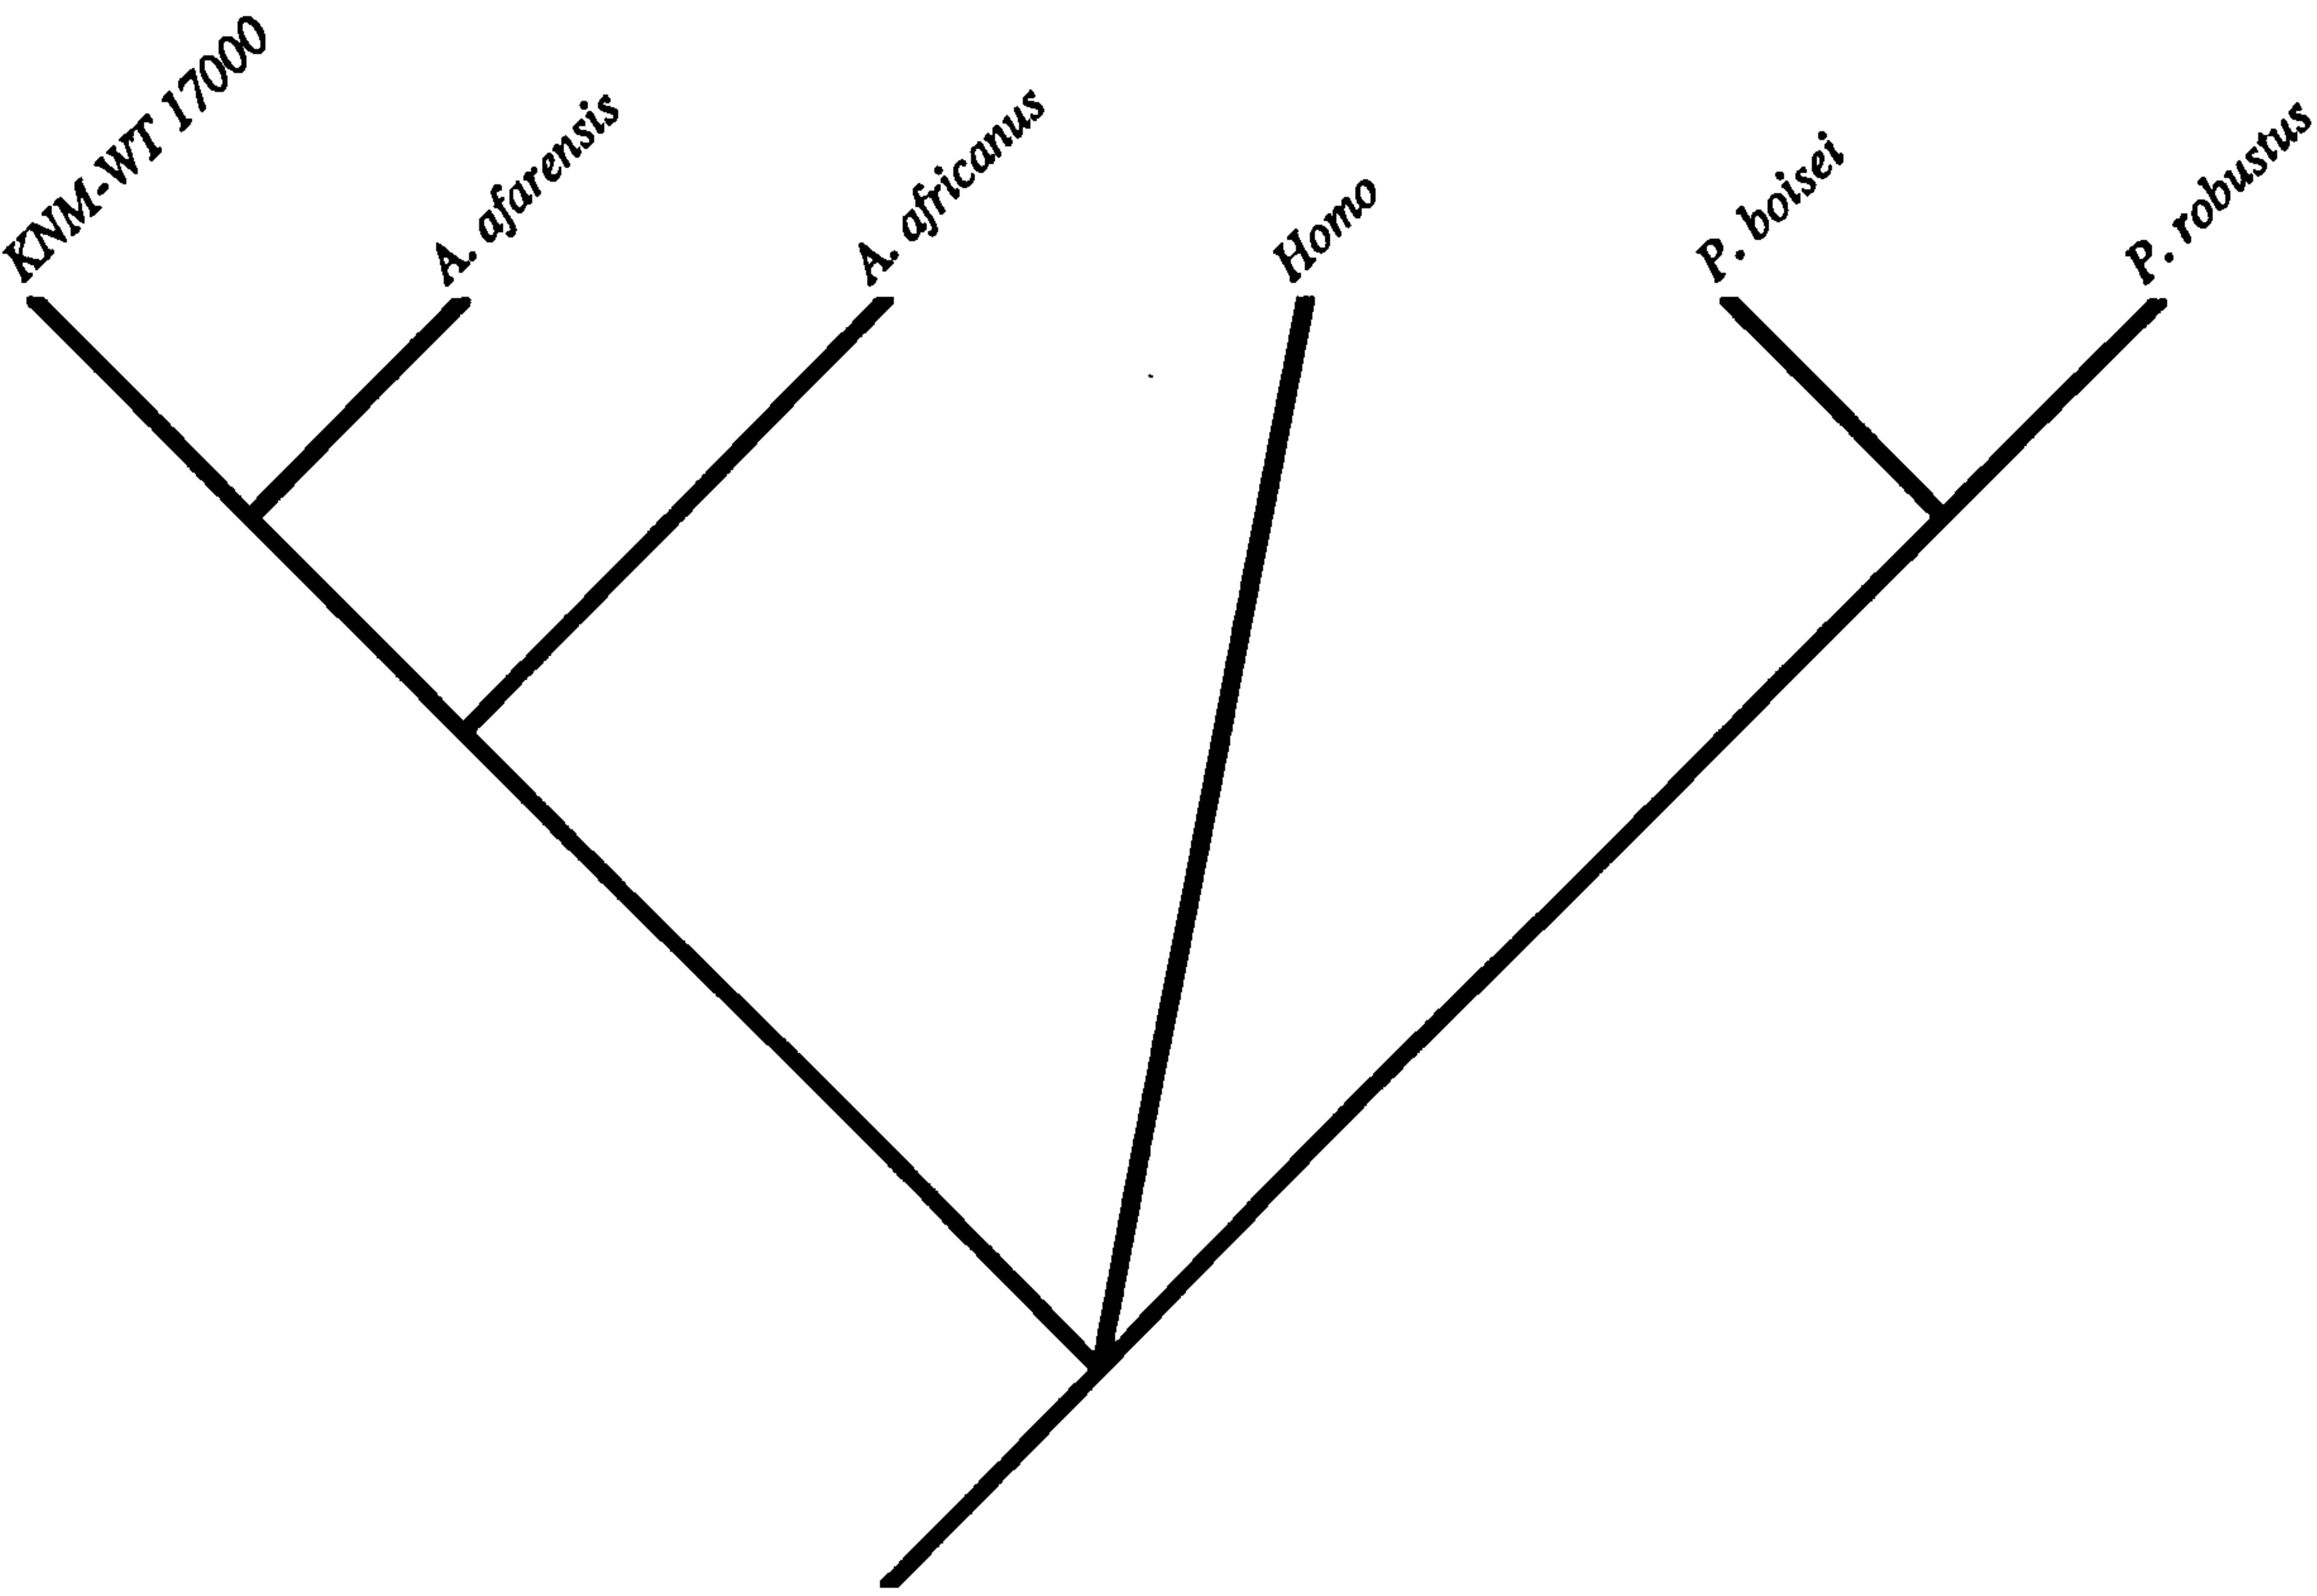 KNM-WT 17000
A. afarensis
A. africanus
Homo
P. boisei
P. robustus